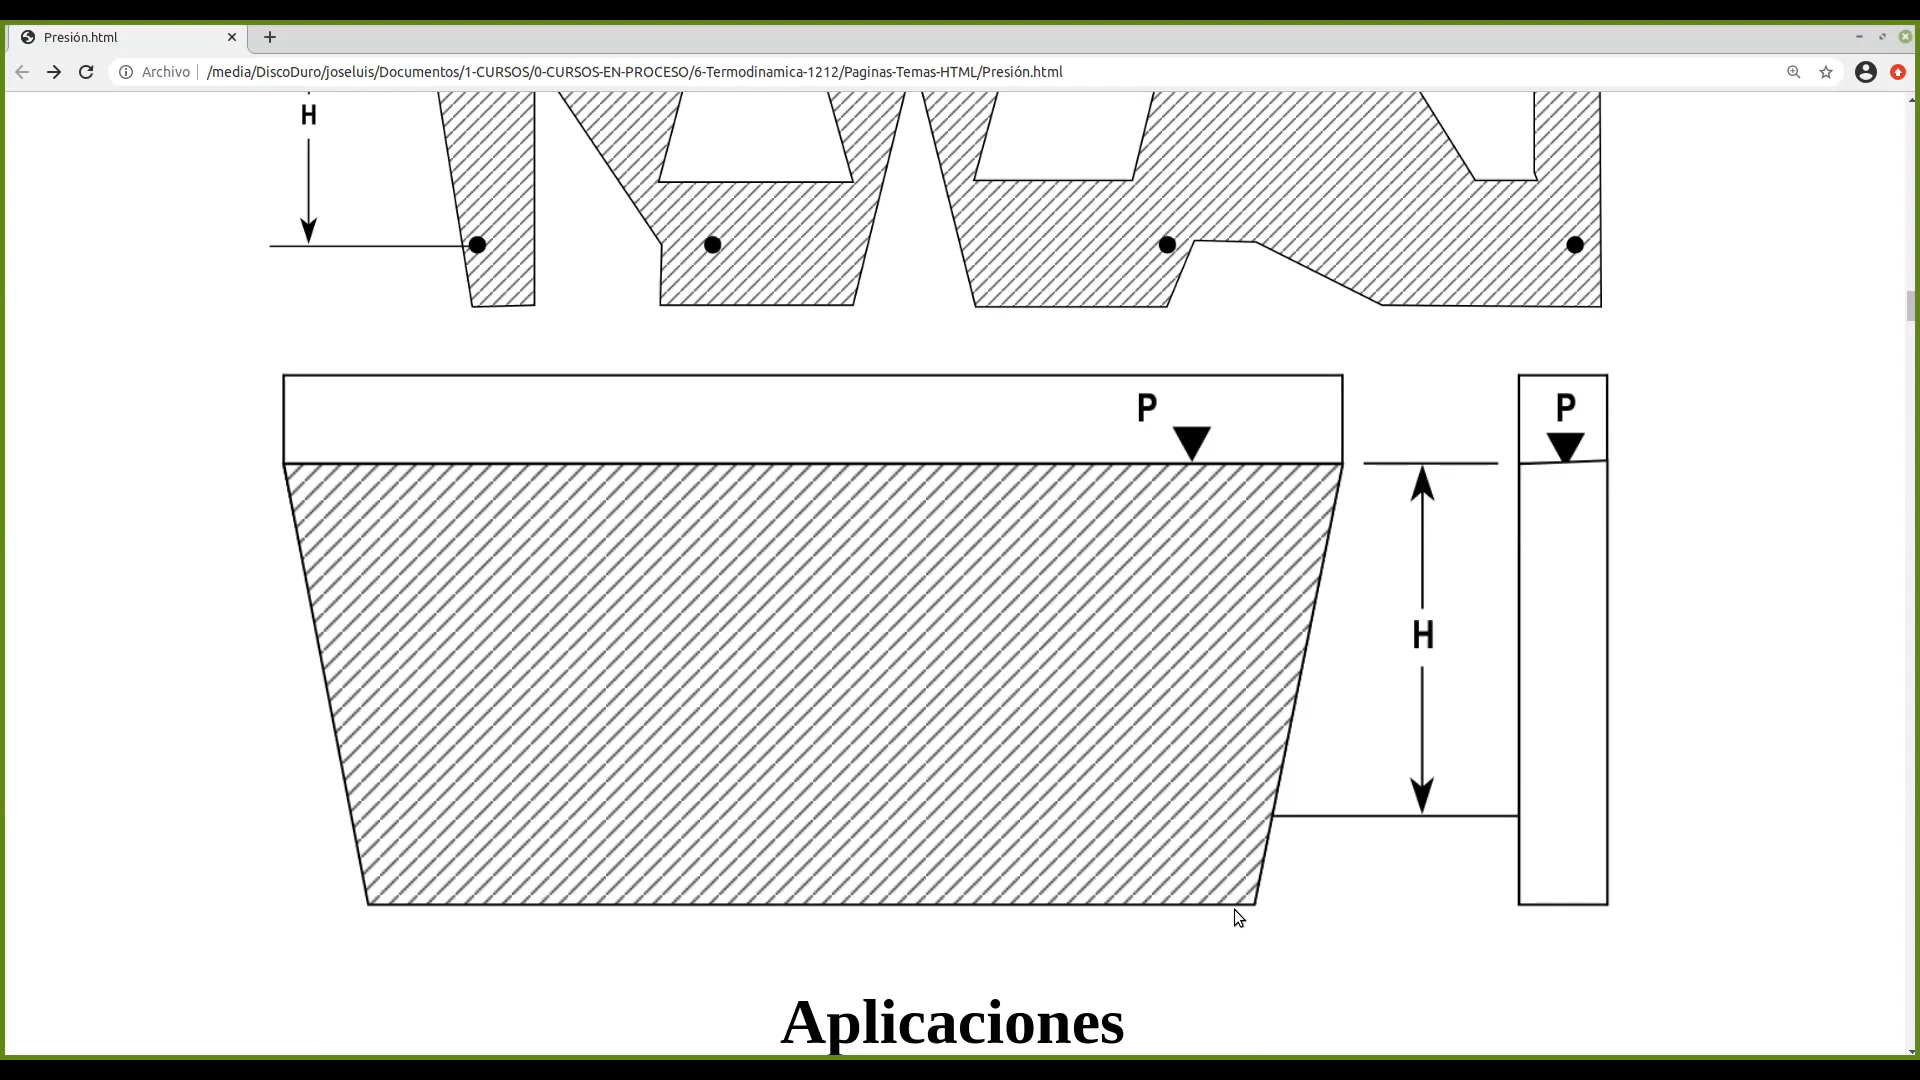 Presión.html
Archivo /media/DiscoDuro/joseluis/Documentos/1-CURSOS/0-CURSOS-EN-PROCESO/6-Termodinamica-1212/Paginas-Temas-HTML/Presión.html
H
P
P
H
Aplicaciones